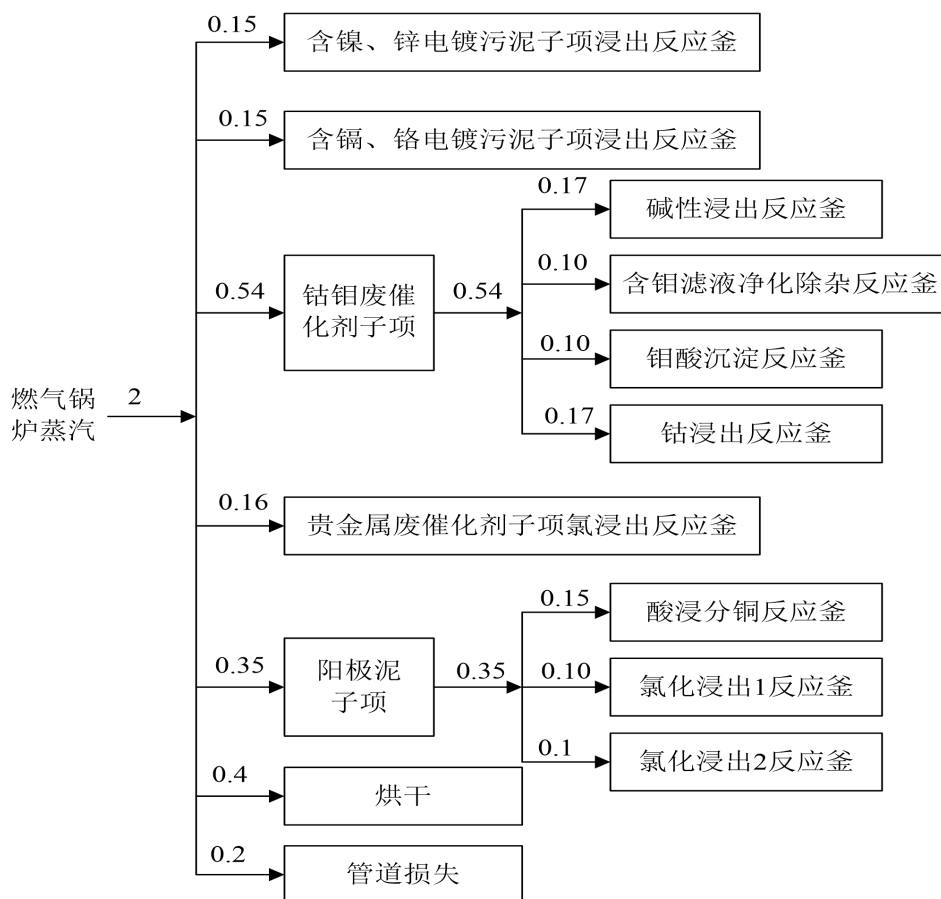 0.15
含镍、锌电镀污泥子项浸出反应釜
0.15
含镉、铬电镀污泥子项浸出反应釜
0.17
碱性浸出反应釜
0.54
钴钼废催
化剂子项
0.54
0.10
含钼滤液净化除杂反应釜
0.10
钼酸沉淀反应釜
0.17
钴浸出反应釜
燃气锅
炉蒸汽
2
0.16
贵金属废催化剂子项氯浸出反应釜
0.15
酸浸分铜反应釜
0.35
阳极泥
子项
0.35
0.10
氯化浸出1反应釜
0.1
氯化浸出2反应釜
0.4
烘干
0.2
管道损失